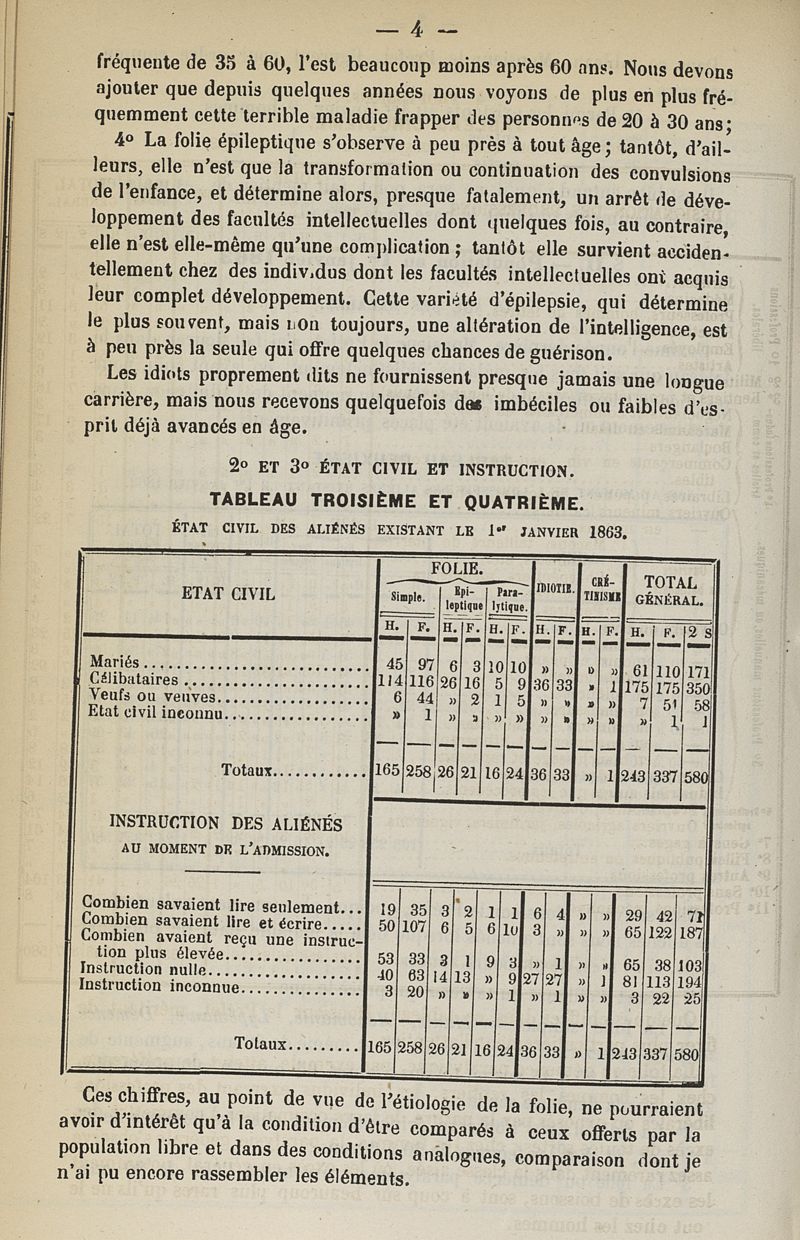 — 4 —
fréquente de 35 à 60, l'est beaucoup moins après 60 ans. Nous devons
ajouter que depuis quelques années nous voyons de plus en plus fré-
quemment cette terrible maladie frapper des personnes de 20 à 30 ans;
4º La folie épileptique s'observe à peu près à tout âge; tantôt, d'ail-
leurs, elle n'est que la transformation ou continuation des convulsions
de l'enfance, et détermine alors, presque fatalement, un arrêt de déve-
loppement des facultés intellectuelles dont quelques fois, au contraire,
elle n'est elle-même qu'une complication; tantôt elle survient acciden-
tellement chez des individus dont les facultés intellectuelles ont acquis
leur complet développement. Cette variété d'épilepsie, qui détermine
le plus souvent, mais non toujours, une altération de l'intelligence, est
à peu près la seule qui offre quelques chances de guérison.
Les idiots proprement dits ne fournissent presque jamais une longue
carrière, mais nous recevons quelquefois des imbéciles ou faibles d'es-
prit déjà avancés en âge.
2º ET 3º ÉTAT CIVIL ET INSTRUCTION.
TABLEAU TROISIÈME ET QUATRIÈME.
ÉTAT CIVIL DES ALIÉNÉS EXISTANT LE 1er JANVIER 1863.
ETAT CIVIL FOLIE. IDIOTIE. CRÉ-TINISME TOTAL GÉNÉRAL.
Simple. Epi-leptique Para-lytique.
H. F. H. F. H. F. H. F. H. F. H. F. 2 S
Mariés........ 45 97 6 3 10 10 » » » » 61 110 171
Célibataires........ 114 116 26 16 5 9 36 33 » 1 175 175 350
Veufs ou veuves........ 6 44 » 2 1 5 » » » » 7 51 58
Etat civil inconnu........ » 1 » » » » » » » » » 1 1
Totaux........ 165 258 26 21 16 24 36 33 » 1 243 337 580
INSTRUCTION DES ALIÉNÉS
AU MOMENT DE L'ADMISSION.
Combien savaient lire seulement... 19 35 3 2 1 1 6 4 » » 29 42 71
Combien savaient lire et écrire..... 50 107 6 5 6 10 3 » » » 65 122 187
Combien avaient reçu une instruc-
tion plus élevée........ 53 33 3 1 9 3 » 1 » » 65 38 103
Instruction nulle........ 40 63 14 13 » 9 27 27 » 1 81 113 194
Instruction inconnue........ 3 20 » » » 1 » 1 » » 3 22 25
Totaux........ 165 258 26 21 16 24 36 33 » 1 243 337 580
Ces chiffres, au point de vue de l'étiologie de la folie, ne pourraient
avoir d'intérêt qu'à la condition d'être comparés à ceux offerts par la
population libre et dans des conditions analogues, comparaison dont je
n'ai pu encore rassembler les éléments.